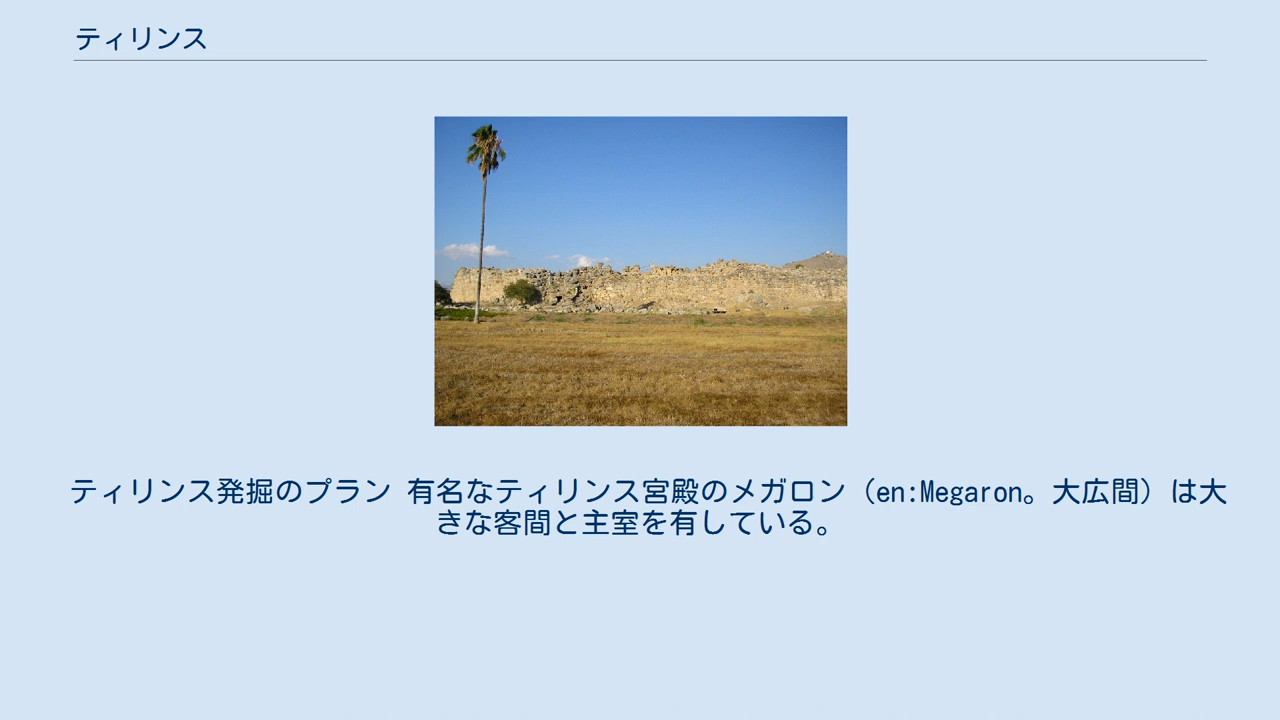 ティリンス
ティリンス発掘のプラン 有名なティリンス宮殿のメガロン（en:Megaron。大広間）は大
きな客間と主室を有している。